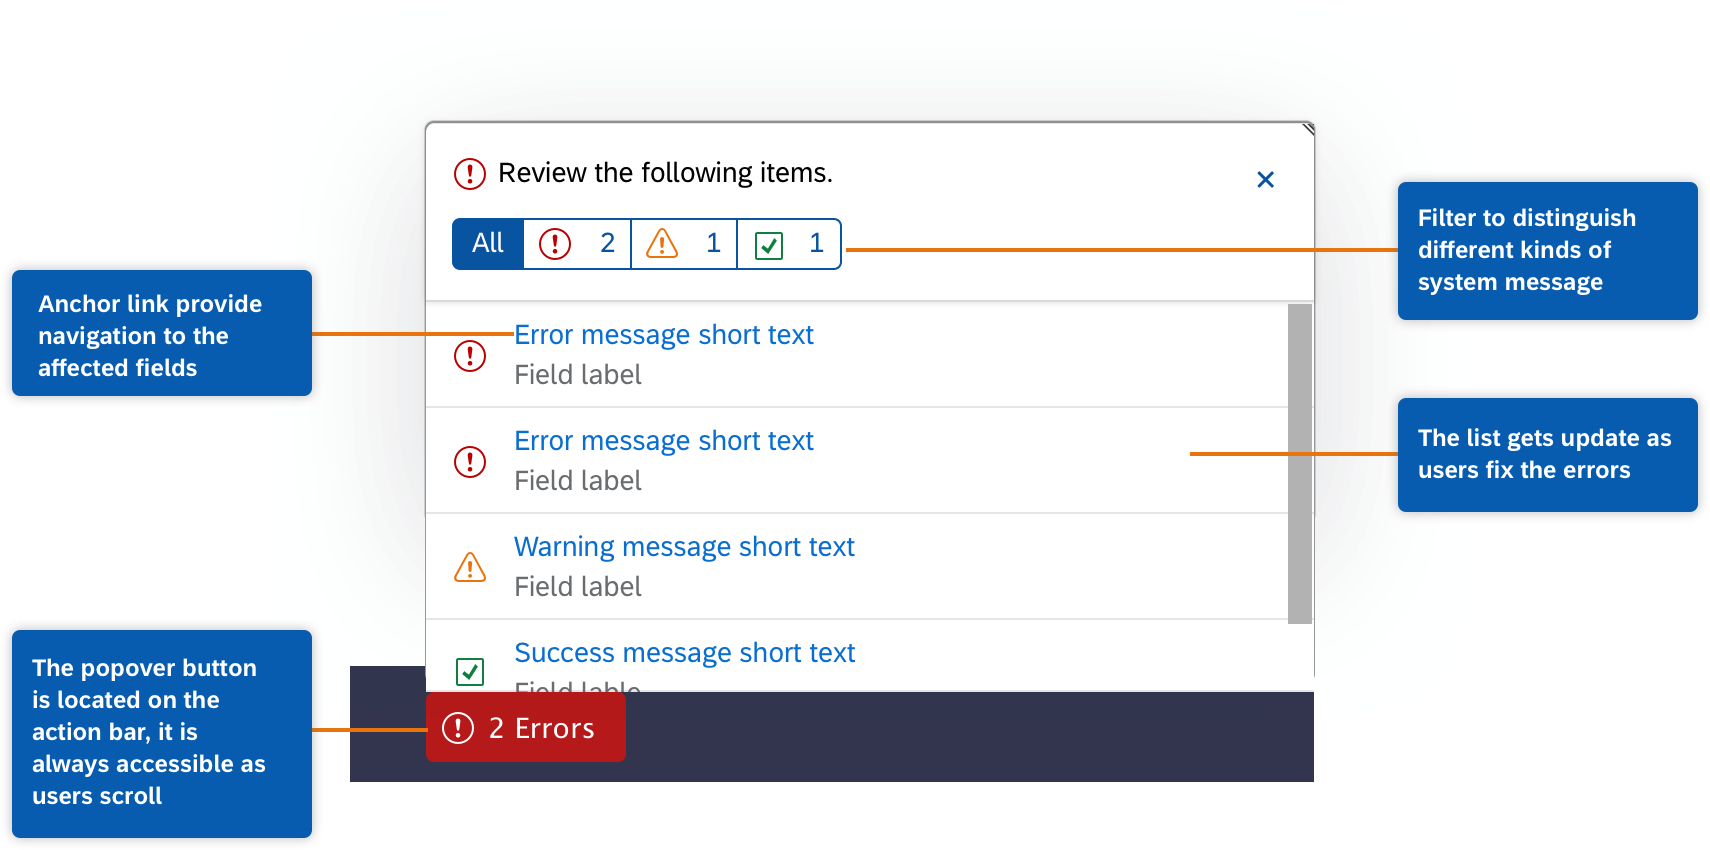 Review the following items.
All 2 1 1
Filter to distinguish
different kinds of
system message
Anchor link provide
navigation to the
affected fields
Error message short text
Field label
Error message short text
Field label
The list gets update as
users fix the errors
Warning message short text
Field label
Success message short text
Field lable
The popover button
is located on the
action bar, it is
always accessible as
users scroll
2 Errors